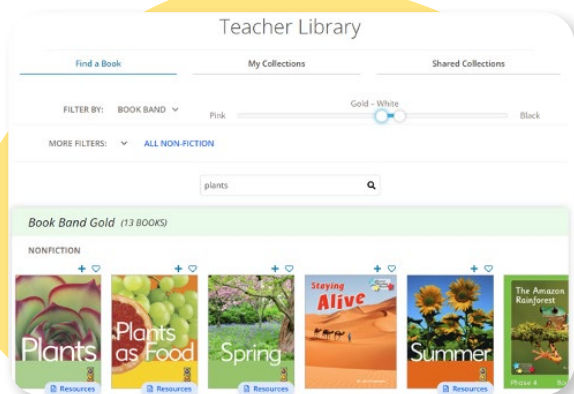 Teacher Library
Find a Book
My Collections
Shared Collections
FILTER BY: BOOK BAND
Pink
Gold - White
Black
MORE FILTERS: ALL NON-FICTION
plants
Book Band Gold (13 BOOKS)
NONFICTION
Plants
Resources
Plants
as Food
Resources
Spring
Resources
Staying
Alive
Summer
Resources
The Amazon
Rainforest
Phase 4